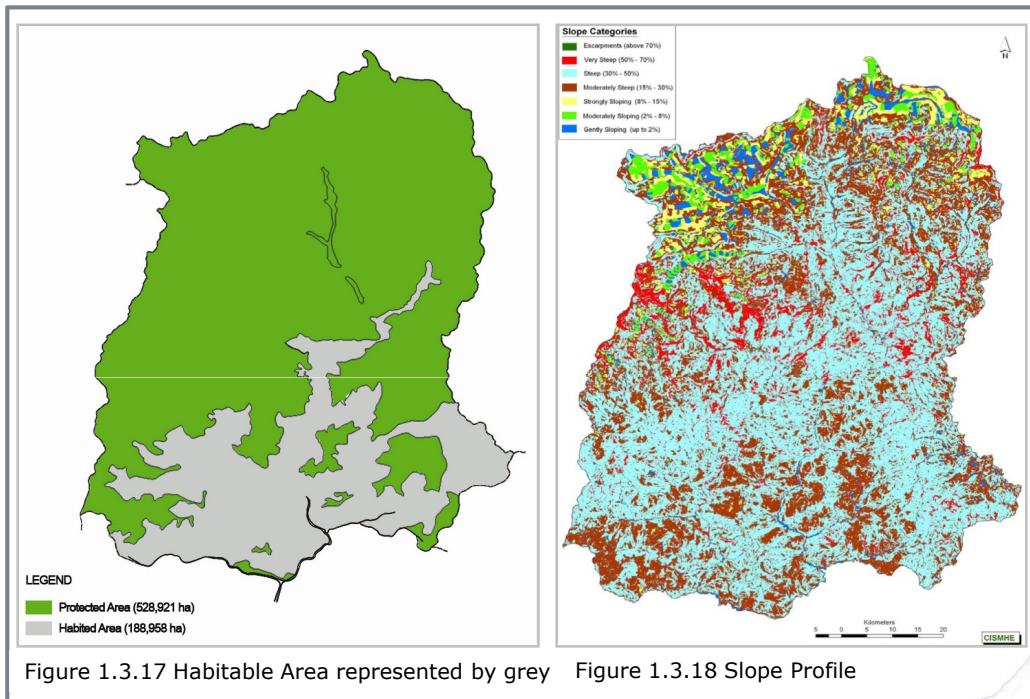 LEGEND
Protected Area (528,921 ha)
Habited Area (188,958 ha)
Figure 1.3.17 Habitable Area represented by grey
Slope Categories
Escarpments (above 70%)
Very Steep (50% - 70%)
Steep (30% - 50%)
Moderately Steep (15% - 30%)
Strongly Sloping (8% - 15%)
Moderately Sloping (2% - 8%)
Gently Sloping (up to 2%)
N
Kilometers
5 0 5 10 15 20
CISMHE
Figure 1.3.18 Slope Profile